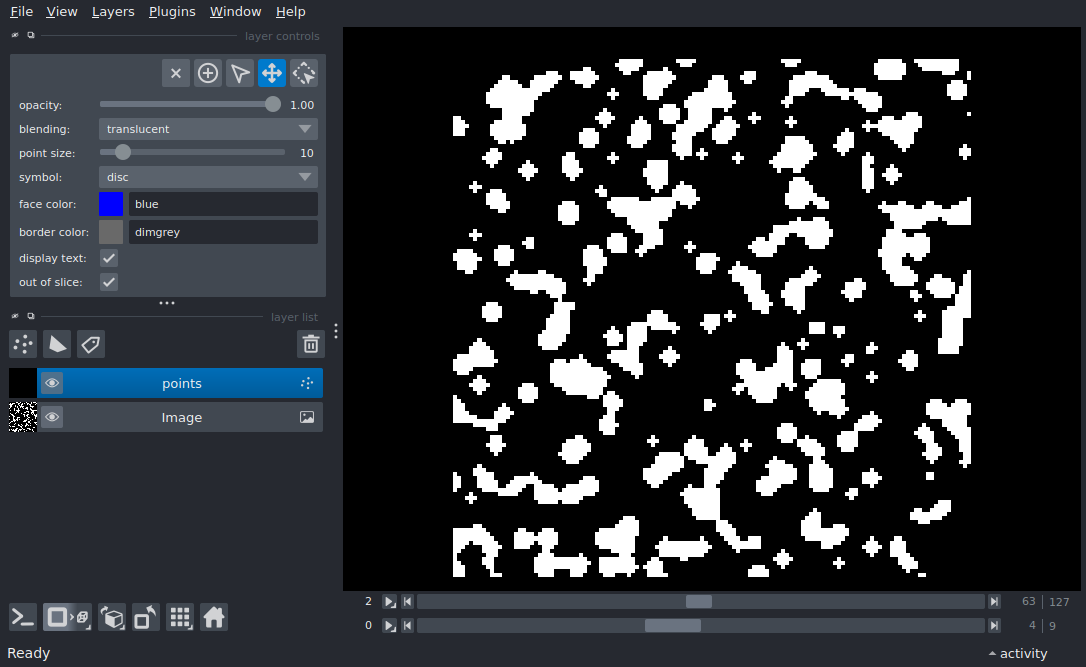 File View Layers Plugins Window Help
layer controls
opacity: 1.00
blending: translucent
point size: 10
symbol: disc
face color: blue
border color: dimgrey
display text:
out of slice:
layer list
points
Image
2 63 | 127
0 4 | 9
Ready activity